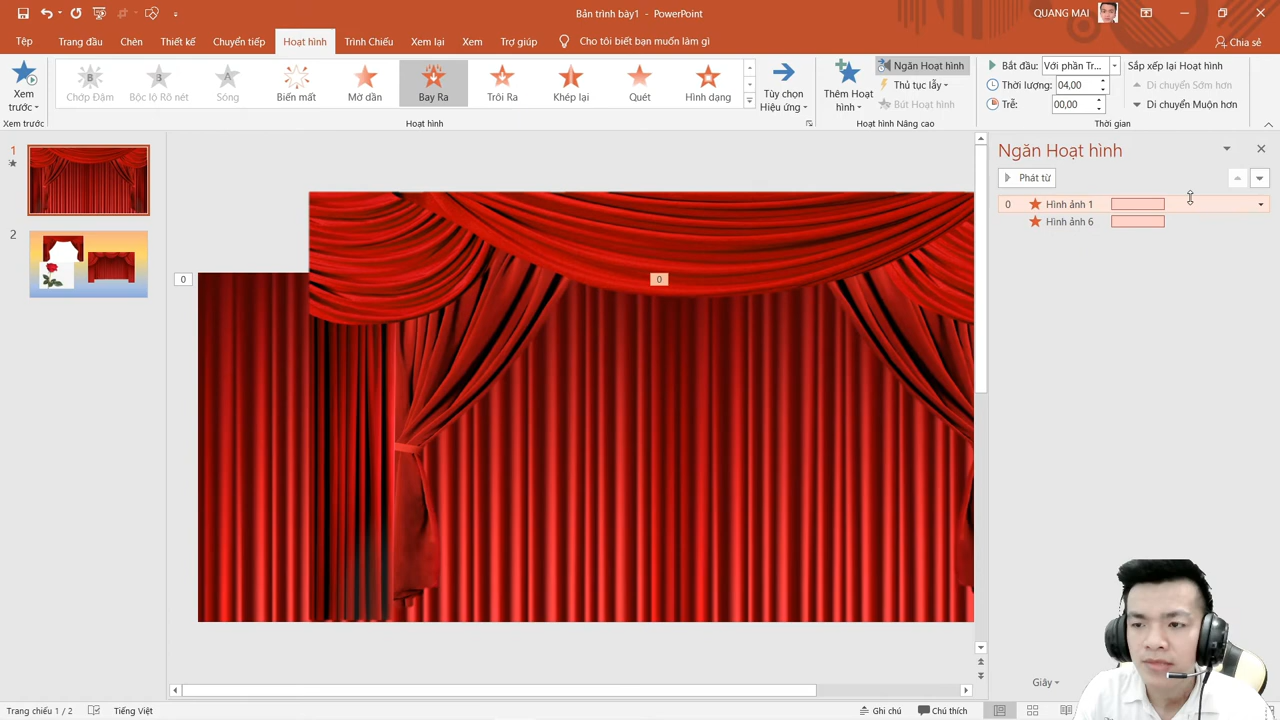 Bản trình bày1 - PowerPoint
QUANG MAI
Tệp
Trang đầu
Chèn
Thiết kế
Chuyển tiếp
Hoạt hình
Trình Chiếu
Xem lại
Xem
Trợ giúp
Cho tôi biết bạn muốn làm gì
Chia sẻ
Xem trước
B
Chớp Đậm
B
Bộc lộ Rõ nét
A
Sóng
Biến mất
Mờ dần
Bay Ra
Trôi Ra
Khép lại
Quét
Hình dạng
Tùy chọn Hiệu ứng
Hoạt hình
Thêm Hoạt hình
Ngăn Hoạt hình
Thủ tục lẫy
Bút Hoạt hình
Hoạt hình Nâng cao
Bắt đầu: Với phần Tr...
Thời lượng: 04,00
Trễ: 00,00
Sắp xếp lại Hoạt hình
Di chuyển Sớm hơn
Di chuyển Muộn hơn
Thời gian
1
2
0
0
Ngăn Hoạt hình
Phát từ
0 Hình ảnh 1
Hình ảnh 6
Giây
Trang chiếu 1 / 2
Tiếng Việt
Ghi chú
Chú thích